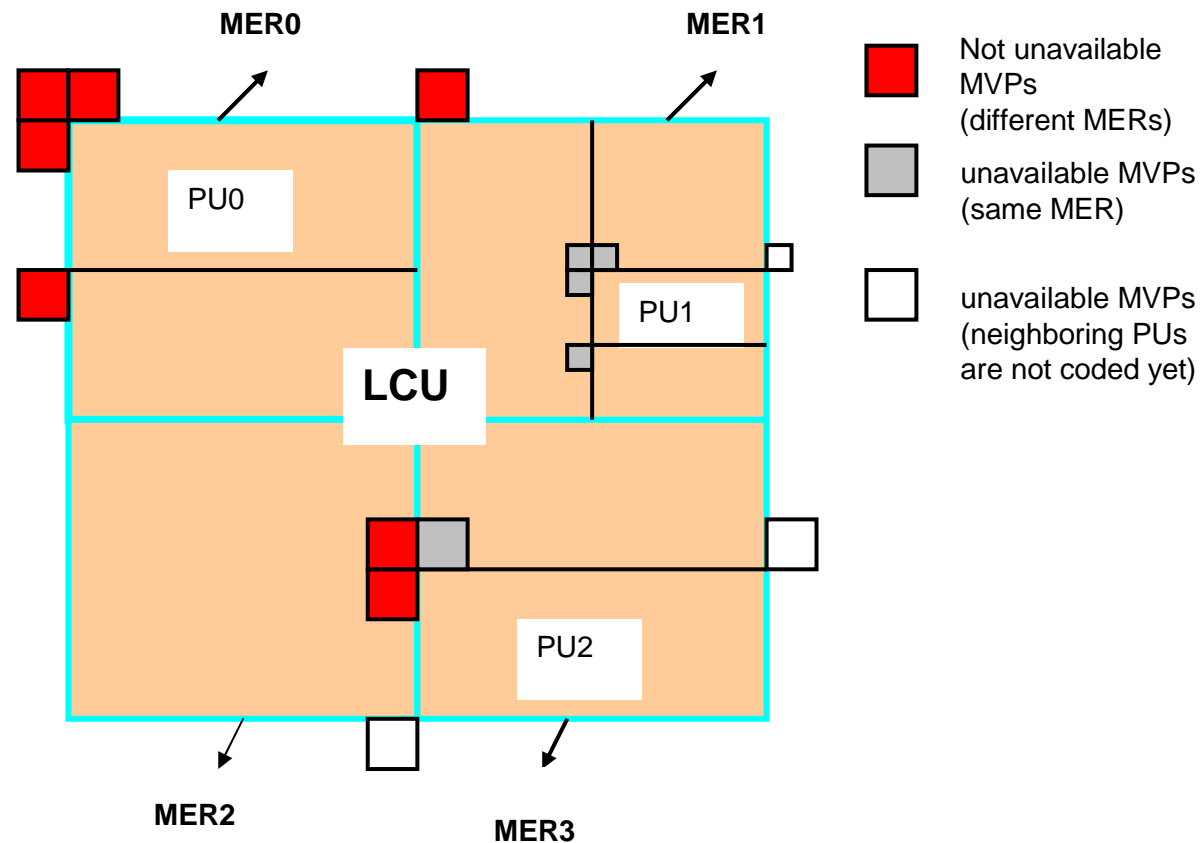 MER0
MER1
Not unavailable
MVPs
(different MERs)
unavailable MVPs
(same MER)
PU0
unavailable MVPs
(neighboring PUs
are not coded yet)
PU1
LCU
PU2
MER2
MER3